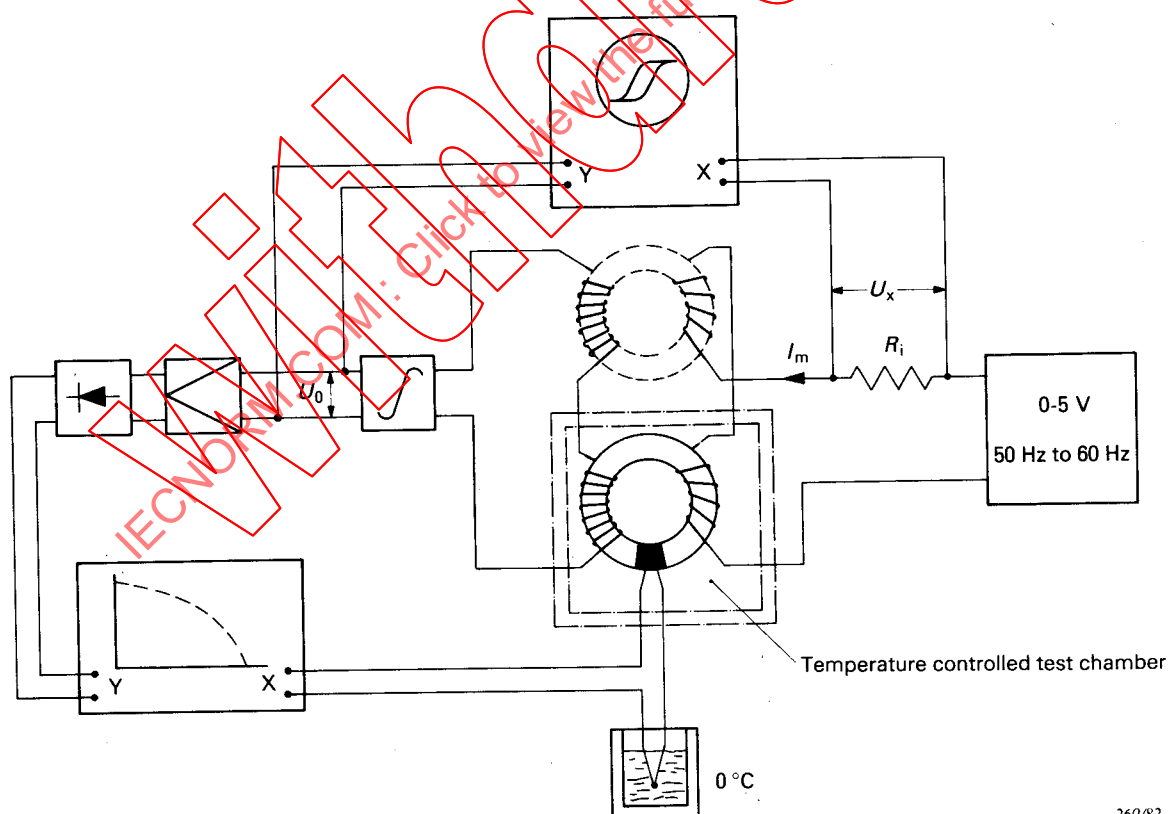 Y
X
Uₓ
Iₘ
Rᵢ
0-5 V
50 Hz to 60 Hz
U₀
Y
X
Temperature controlled test chamber
0 °C
IECNORM.COM : Click to view the fu